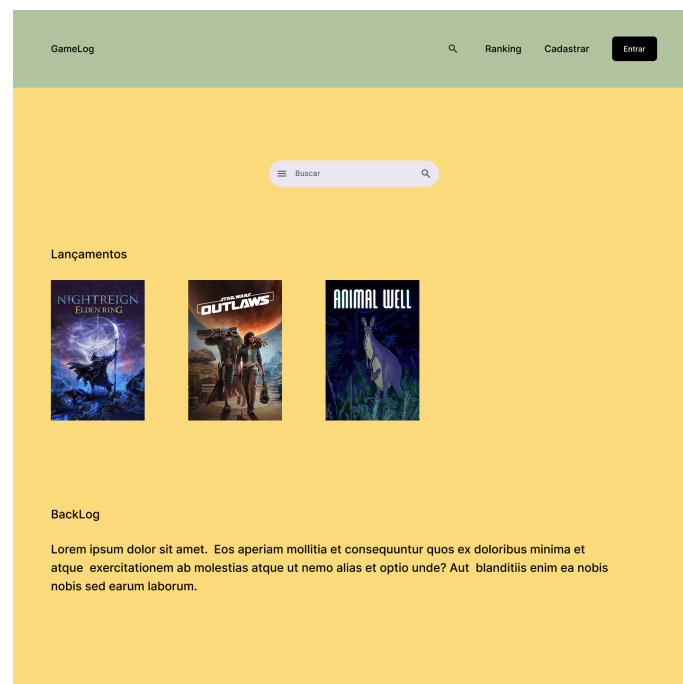 GameLog
Ranking
Cadastrar
Entrar
Buscar
Lançamentos
NIGHTREIGN
ELDEN RING
STAR WARS
OUTLAWS
ANIMAL WELL
BackLog
Lorem ipsum dolor sit amet.  Eos aperiam mollitia et consequuntur quos ex doloribus minima et
atque  exercitationem ab molestias atque ut nemo alias et optio unde? Aut  blanditiis enim ea nobis
nobis sed earum laborum.